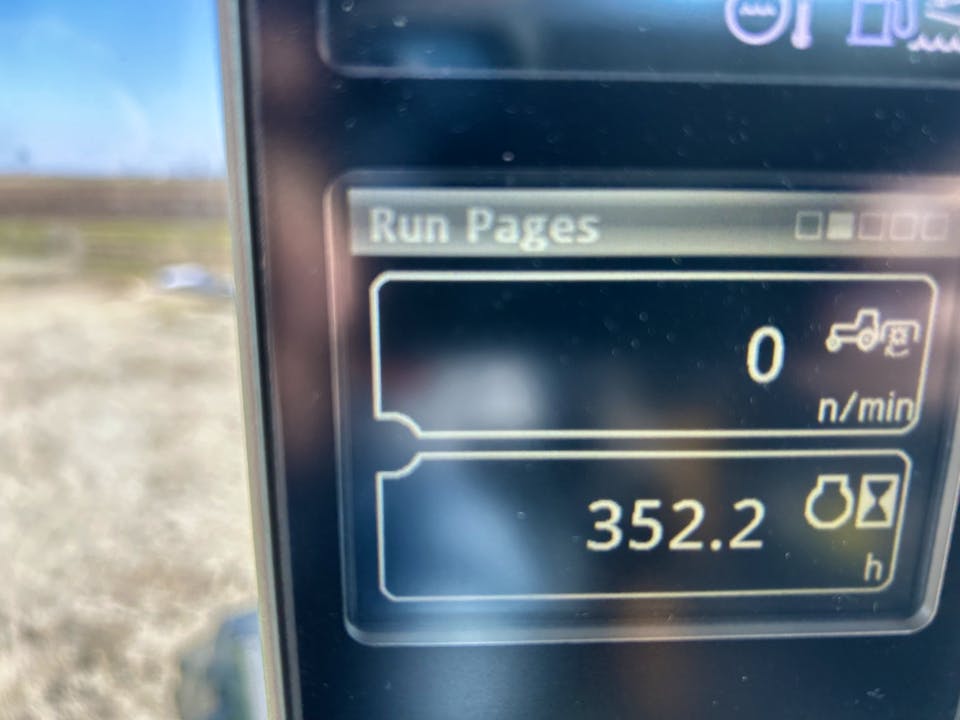 Run Pages
0
n/min
352.2
h